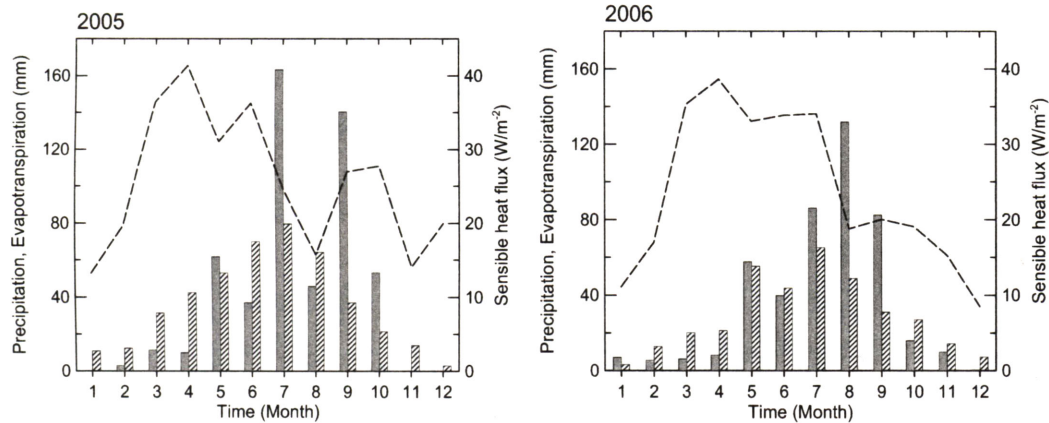 2005
Precipitation, Evapotranspiration (mm)
160
120
80
40
0
40
30
20
10
0
Sensible heat flux (W/m⁻²)
1 2 3 4 5 6 7 8 9 10 11 12
Time (Month)
2006
Precipitation, Evapotranspiration (mm)
160
120
80
40
0
40
30
20
10
0
Sensible heat flux (W/m⁻²)
1 2 3 4 5 6 7 8 9 10 11 12
Time (Month)